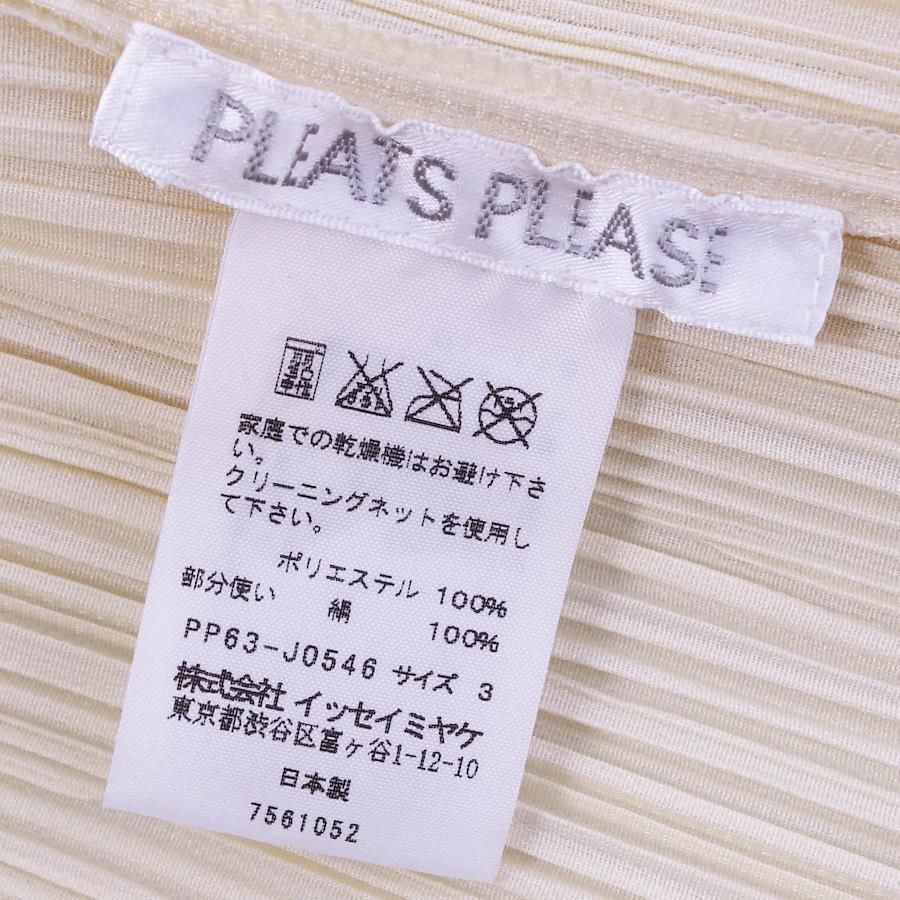 PLEATS PLEASE
家庭での乾燥機はお避け下さ
い。
クリーニングネットを使用し
て下さい。
ポリエステル 100%
部分使い 絹 100%
PP63-J0546 サイズ 3
株式会社 イッセイミヤケ
東京都渋谷区富ヶ谷1-12-10
日本製
7561052